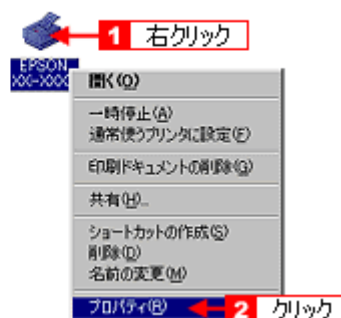 1 右クリック
EPSON
XX-XXXX
開く(O)
一時停止(A)
通常使うプリンタに設定(F)
印刷ドキュメントの削除(G)
共有(H)...
ショートカットの作成(S)
削除(D)
名前の変更(M)
プロパティ(R)
2 クリック